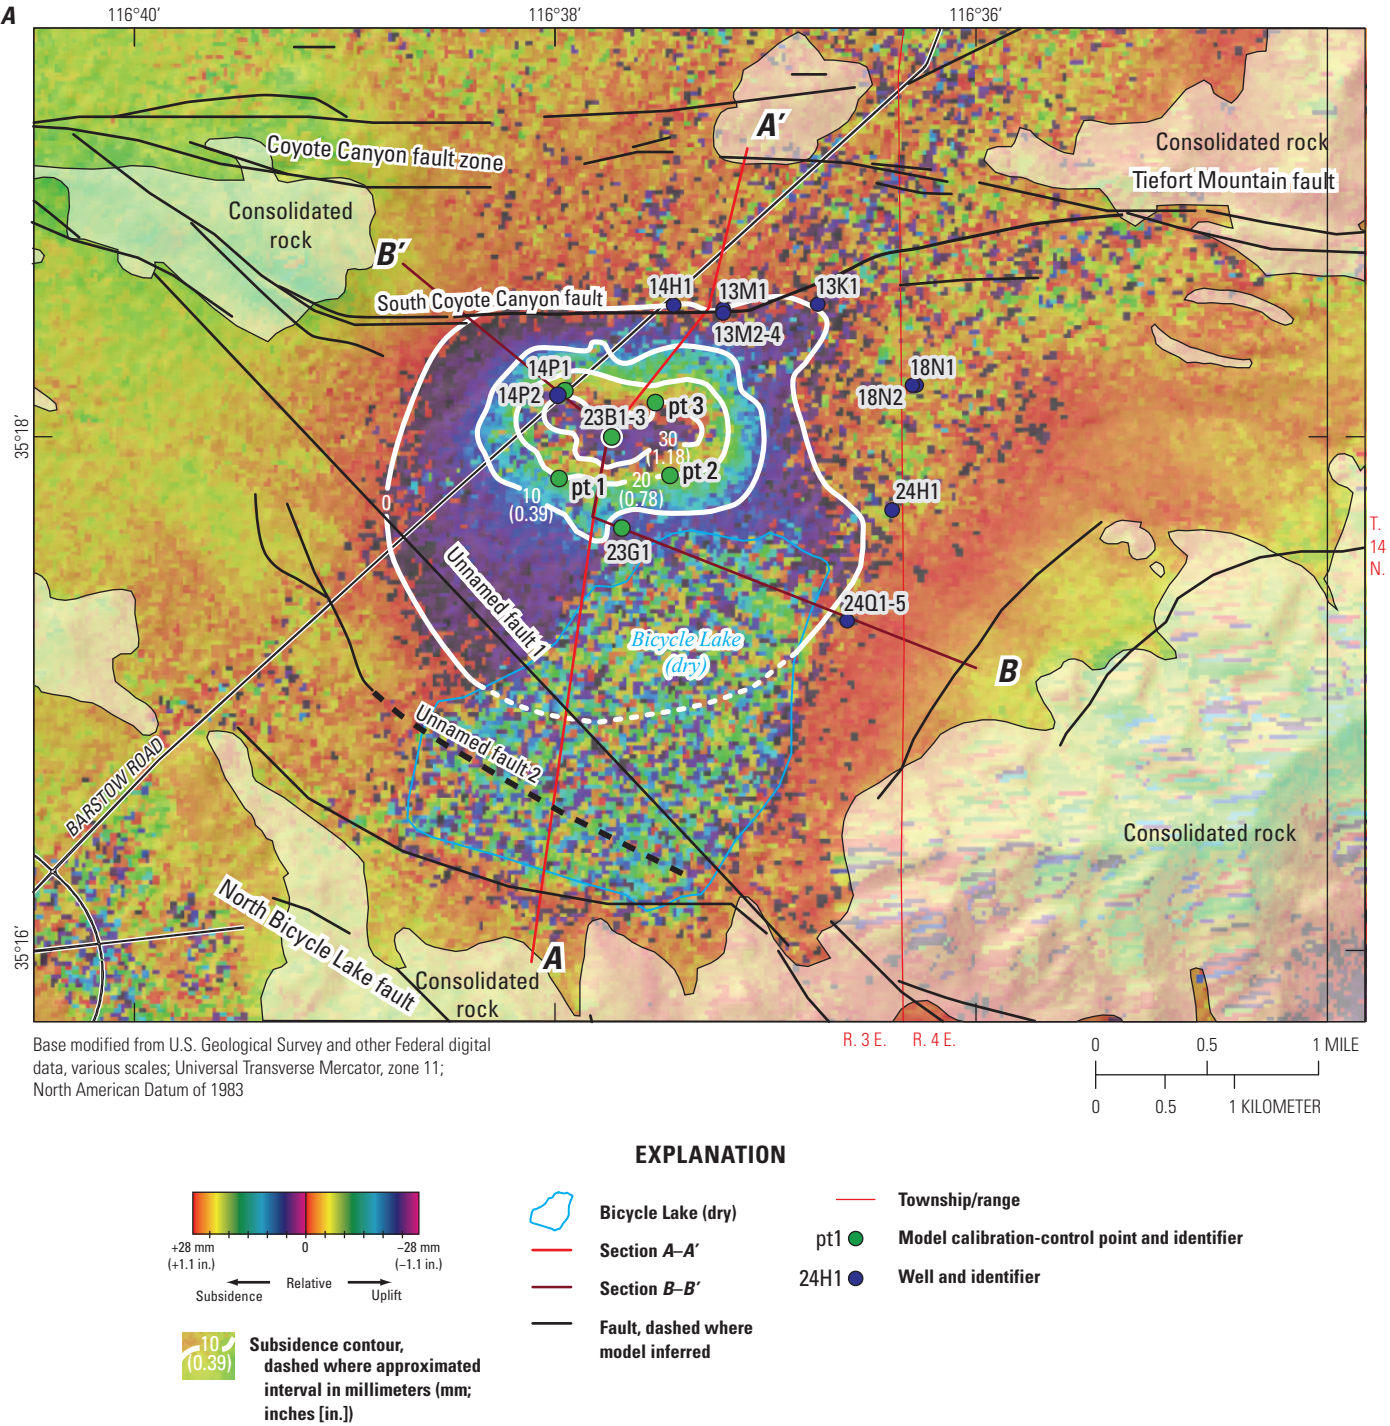 A
116°40′
116°38′
116°36′
35°18′
35°16′
A′
Coyote Canyon fault zone
Consolidated rock
Tiefort Mountain fault
Consolidated
rock
B′
South Coyote Canyon fault
14H1
13M1
13K1
13M2-4
14P1
14P2
18N1
18N2
23B1-3
pt 3
30
(1.18)
pt 1
pt 2
20
(0.78)
10
(0.39)
0
24H1
23G1
T.
14
N.
Unnamed fault 1
24Q1-5
Bicycle Lake
(dry)
B
Unnamed fault 2
BARSTOW ROAD
Consolidated rock
North Bicycle Lake fault
A
Consolidated
rock
R. 3 E.
R. 4 E.
Base modified from U.S. Geological Survey and other Federal digital
data, various scales; Universal Transverse Mercator, zone 11;
North American Datum of 1983
0 0.5 1 MILE
0 0.5 1 KILOMETER
EXPLANATION
+28 mm
(+1.1 in.)
0
−28 mm
(−1.1 in.)
Relative
Subsidence
Uplift
10
(0.39)
Subsidence contour,
dashed where approximated
interval in millimeters (mm;
inches [in.])
Bicycle Lake (dry)
Section A–A′
Section B–B′
Fault, dashed where
model inferred
Township/range
pt1 Model calibration-control point and identifier
24H1 Well and identifier